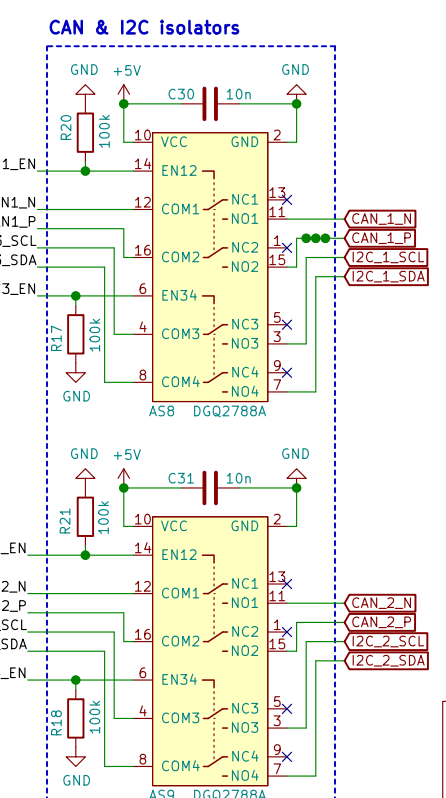 CAN & I2C isolators
GND +5V GND
C30 10n
R20 100k
10 VCC GND 2
1_EN 14 EN12
NC1 13
N1_N 12 COM1 NO1 11 CAN_1_N
N1_P NC2 1 CAN_1_P
3_SCL 16 COM2 NO2 15 I2C_1_SCL
_SDA I2C_1_SDA
3_EN 6 EN34
R17 100k
NC3 5
4 COM3 NO3 3
NC4 9
8 COM4 NO4 7
GND
AS8 DGQ2788A
GND +5V GND
C31 10n
R21 100k
10 VCC GND 2
_EN 14 EN12
NC1 13
2_N 12 COM1 NO1 11 CAN_2_N
2_P NC2 1 CAN_2_P
SCL 16 COM2 NO2 15 I2C_2_SCL
SDA I2C_2_SDA
_EN 6 EN34
R18 100k
NC3 5
4 COM3 NO3 3
NC4 9
8 COM4 NO4 7
GND
AS9 DGQ2788A